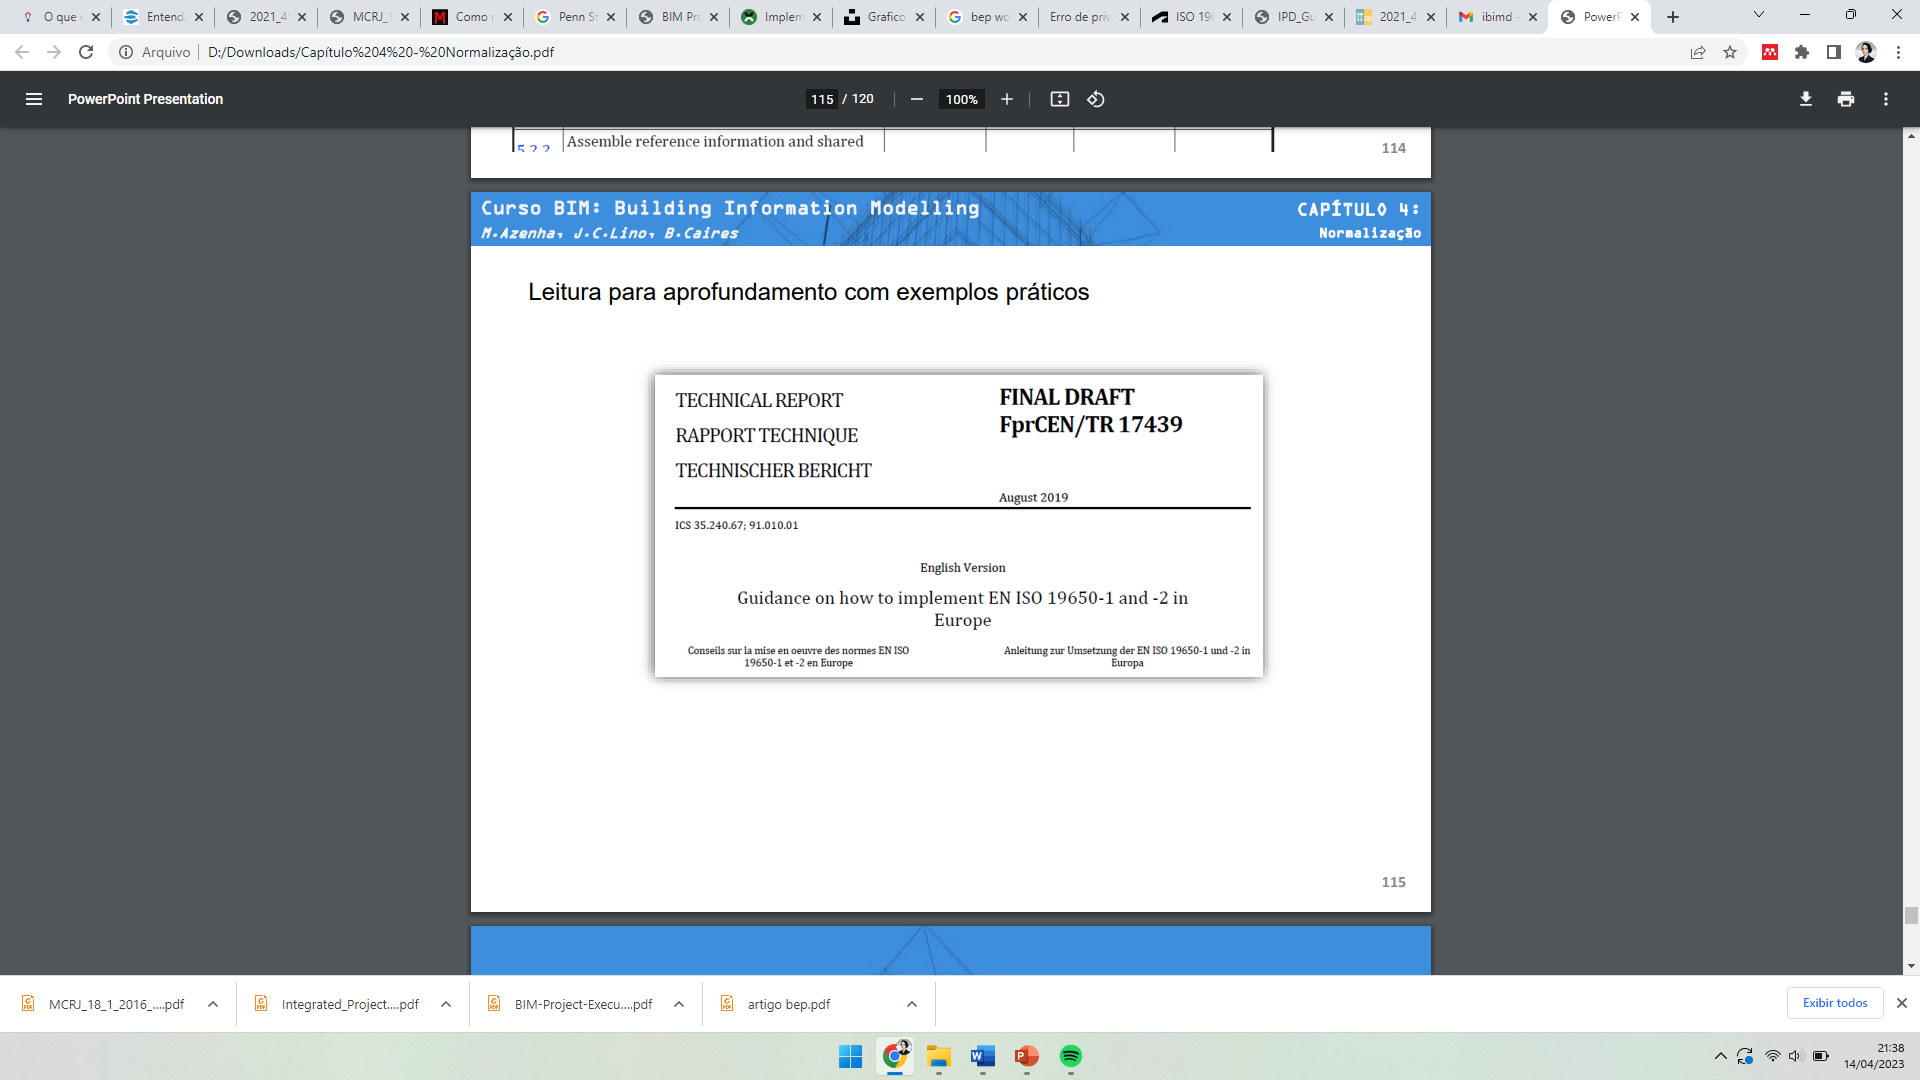 O que
Entend
2021_4
MCRJ_
Como
Penn St
BIM Pro
Implem
Grafico
bep wo
Erro de priv
ISO 19
IPD_Gu
2021_4
ibimd -
PowerP
Arquivo
D:/Downloads/Capítulo%204%20-%20Normalização.pdf
PowerPoint Presentation
115 / 120
100%
5.2.2
Assemble reference information and shared
114
Curso BIM: Building Information Modelling
CAPÍTULO 4:
M.Azenha, J.C.Lino, B.Caires
Normalização
Leitura para aprofundamento com exemplos práticos
TECHNICAL REPORT
RAPPORT TECHNIQUE
TECHNISCHER BERICHT
FINAL DRAFT
FprCEN/TR 17439
August 2019
ICS 35.240.67; 91.010.01
English Version
Guidance on how to implement EN ISO 19650-1 and -2 in
Europe
Conseils sur la mise en oeuvre des normes EN ISO
19650-1 et -2 en Europe
Anleitung zur Umsetzung der EN ISO 19650-1 und -2 in
Europa
115
MCRJ_18_1_2016_....pdf
Integrated_Project....pdf
BIM-Project-Execu....pdf
artigo bep.pdf
Exibir todos
21:38
14/04/2023